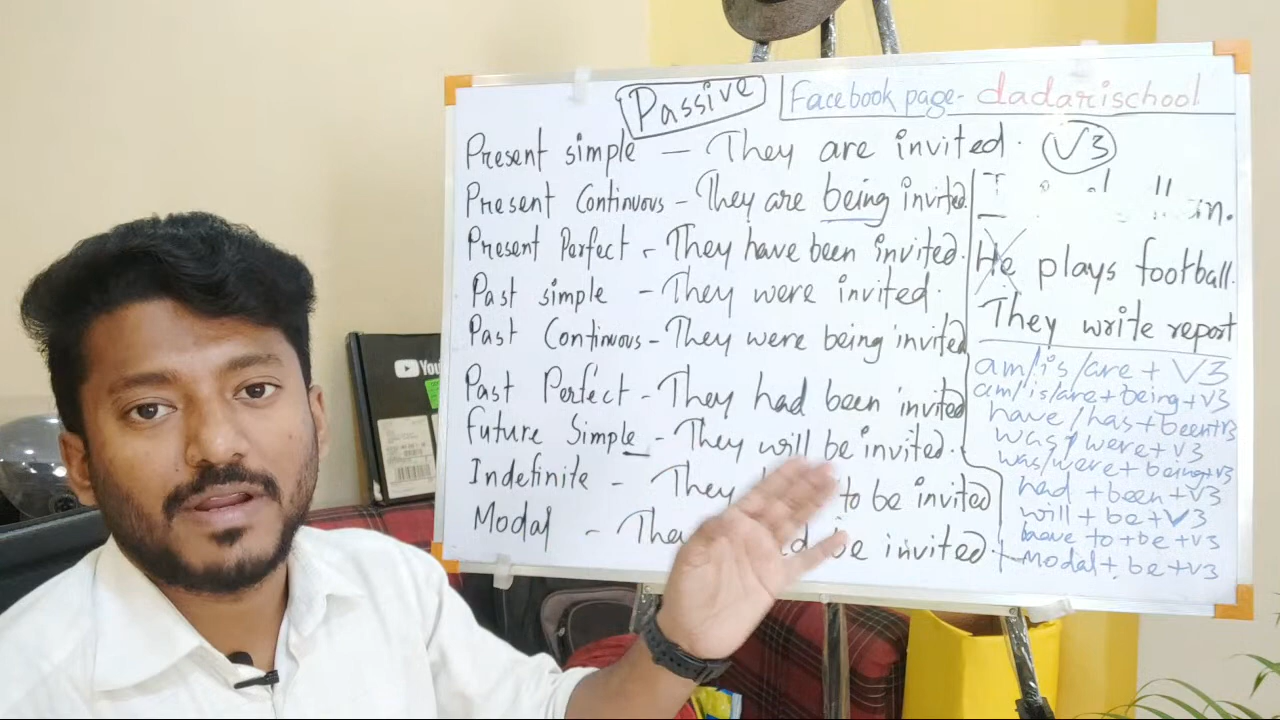 Passive
Facebook page- dadarischool
Present simple — They are invited. V3
Present Continuous - They are being invited
Present Perfect - They have been invited.
Past simple - They were invited.
Past Continuous - They were being invited
Past Perfect - They had been invited
Future Simple - They will be invited.
Indefinite - They to be invited
Modal - be invited
in.
He plays football.
They write report
am/is/are + V3
am/is/are + being + V3
have/has + been + V3
was/were + V3
was/were + being + V3
had + been + V3
will + be + V3
have to + be + V3
Modal + be + V3
You